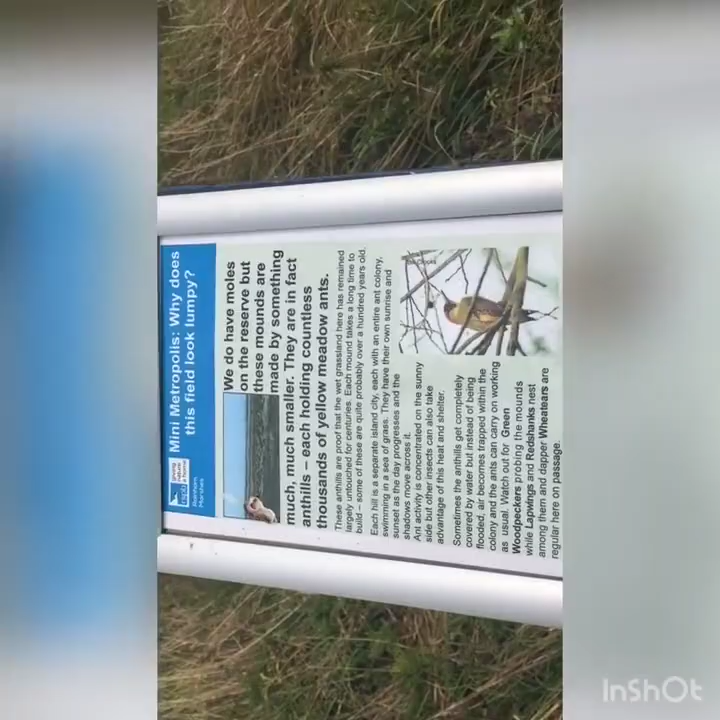 rspb
giving
nature
a home
Rainham
Marshes
Mini Metropolis: Why does
this field look lumpy?
We do have moles
on the reserve but
these mounds are
made by something
much, much smaller. They are in fact
anthills – each holding countless
thousands of yellow meadow ants.
These anthills are proof that the wet grassland here has remained
largely untouched for centuries. Each mound takes a long time to
build – some of these are quite probably over a hundred years old.
Each hill is a separate island city, each with an entire ant colony,
swimming in a sea of grass. They have their own sunrise and
sunset as the day progresses and the
shadows move across it.
Ant activity is concentrated on the sunny
side but other insects can also take
advantage of this heat and shelter.
Sometimes the anthills get completely
covered by water but instead of being
flooded, air becomes trapped within the
colony and the ants can carry on working
as usual. Watch out for Green
Woodpeckers probing the mounds
while Lapwings and Redshanks nest
among them and dapper Wheatears are
regular here on passage.
InShOt